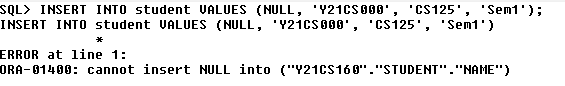 SQL> INSERT INTO student VALUES (NULL, 'Y21CS000', 'CS125', 'Sem1');
INSERT INTO student VALUES (NULL, 'Y21CS000', 'CS125', 'Sem1')
*
ERROR at line 1:
ORA-01400: cannot insert NULL into ("Y21CS160"."STUDENT"."NAME")